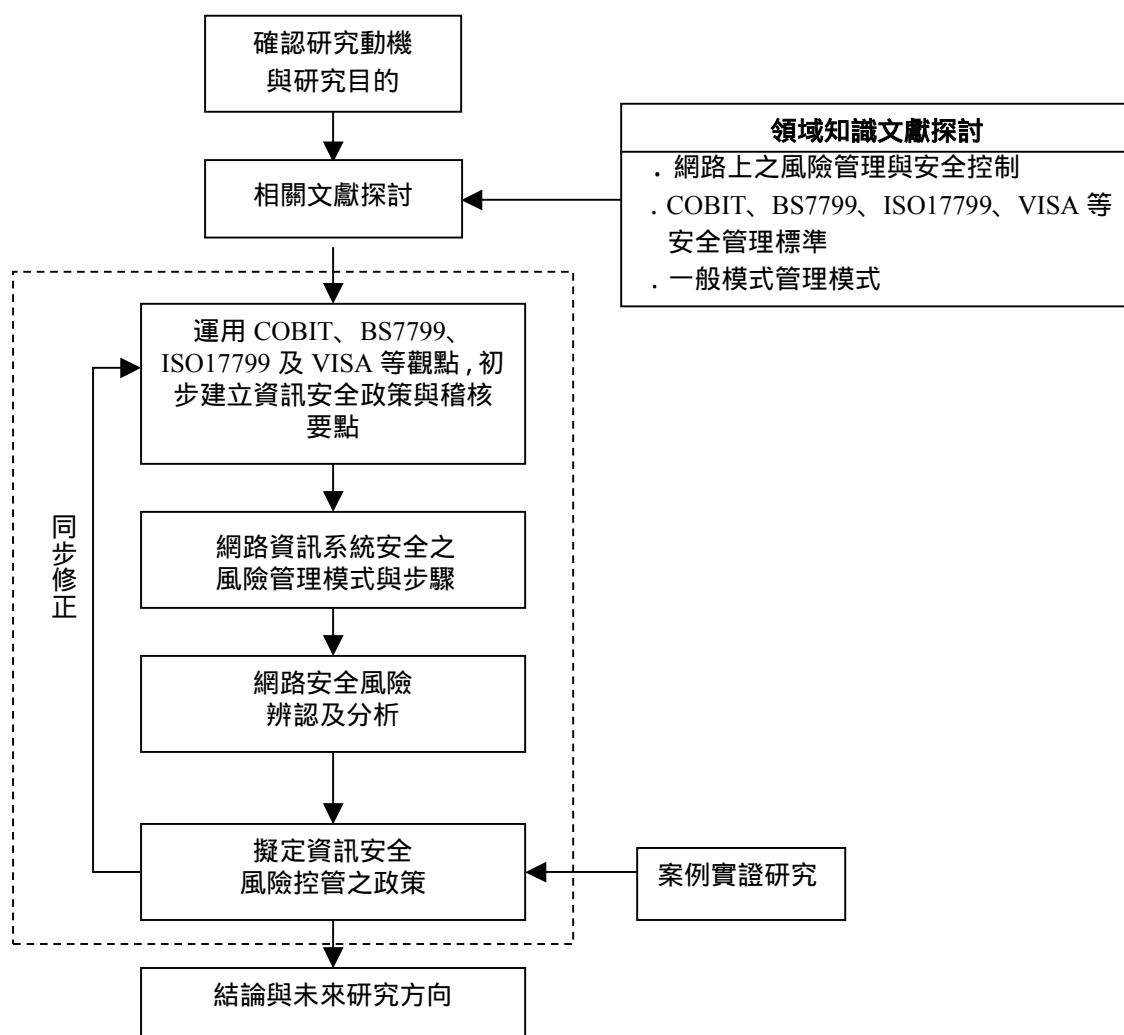 確認研究動機
與研究目的
相關文獻探討
領域知識文獻探討
．網路上之風險管理與安全控制
．COBIT、BS7799、ISO17799、VISA 等
安全管理標準
．一般模式管理模式
運用 COBIT、BS7799、
ISO17799 及 VISA 等觀點，初
步建立資訊安全政策與稽核
要點
同步修正
網路資訊系統安全之
風險管理模式與步驟
網路安全風險
辨認及分析
擬定資訊安全
風險控管之政策
案例實證研究
結論與未來研究方向